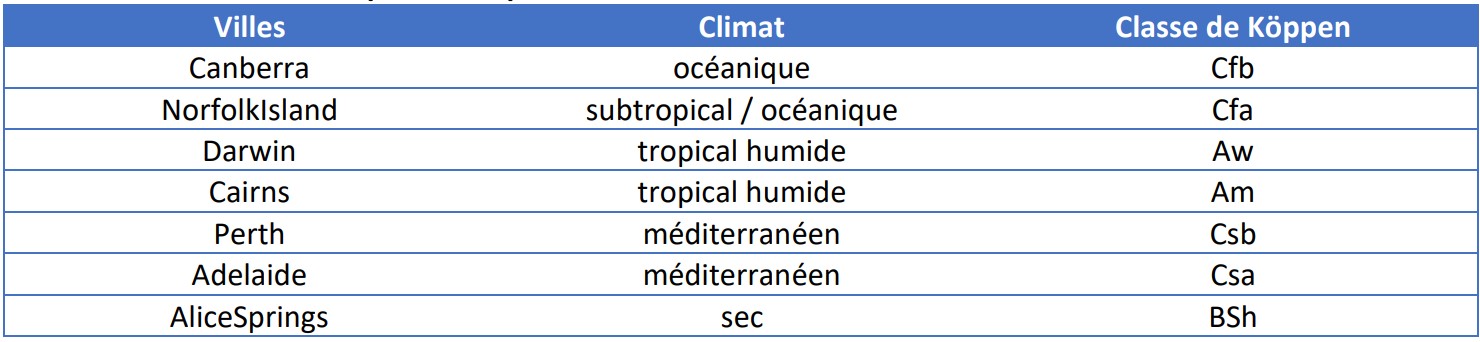 Villes Climat Classe de Köppen
Canberra océanique Cfb
NorfolkIsland subtropical / océanique Cfa
Darwin tropical humide Aw
Cairns tropical humide Am
Perth méditerranéen Csb
Adelaide méditerranéen Csa
AliceSprings sec BSh